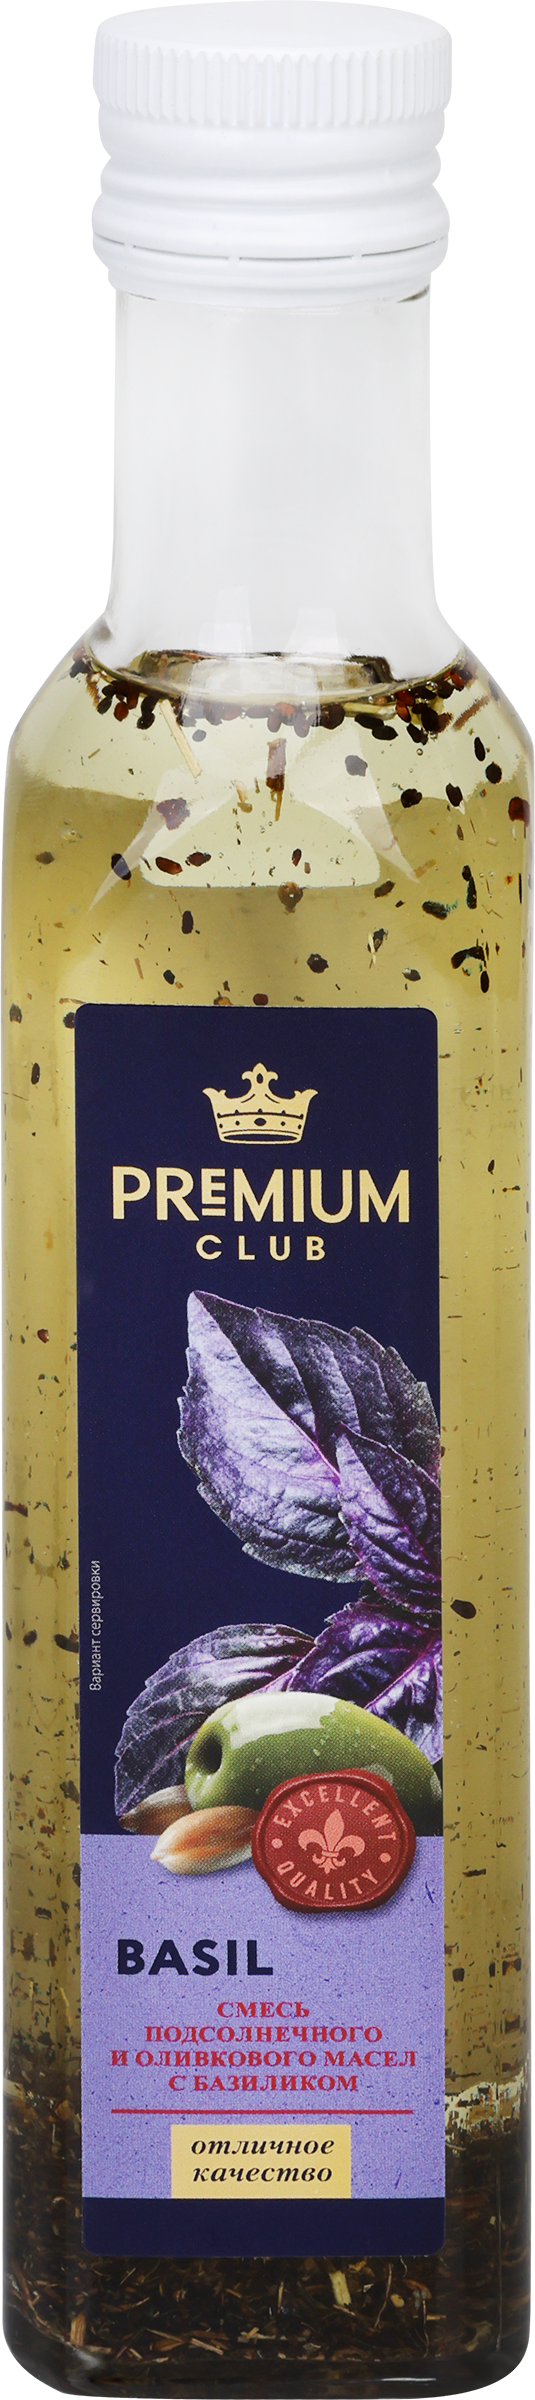 PREMIUM
CLUB
Вариант сервировки
EXCELLENT
QUALITY
BASIL
СМЕСЬ
ПОДСОЛНЕЧНОГО
И ОЛИВКОВОГО МАСЕЛ
С БАЗИЛИКОМ
отличное
качество